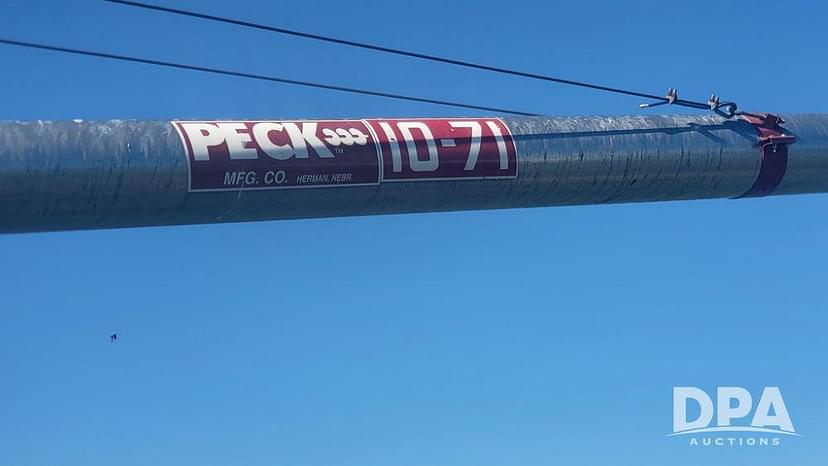 PECK TM 10-71
MFG. CO. HERMAN, NEBR.
DPA
AUCTIONS